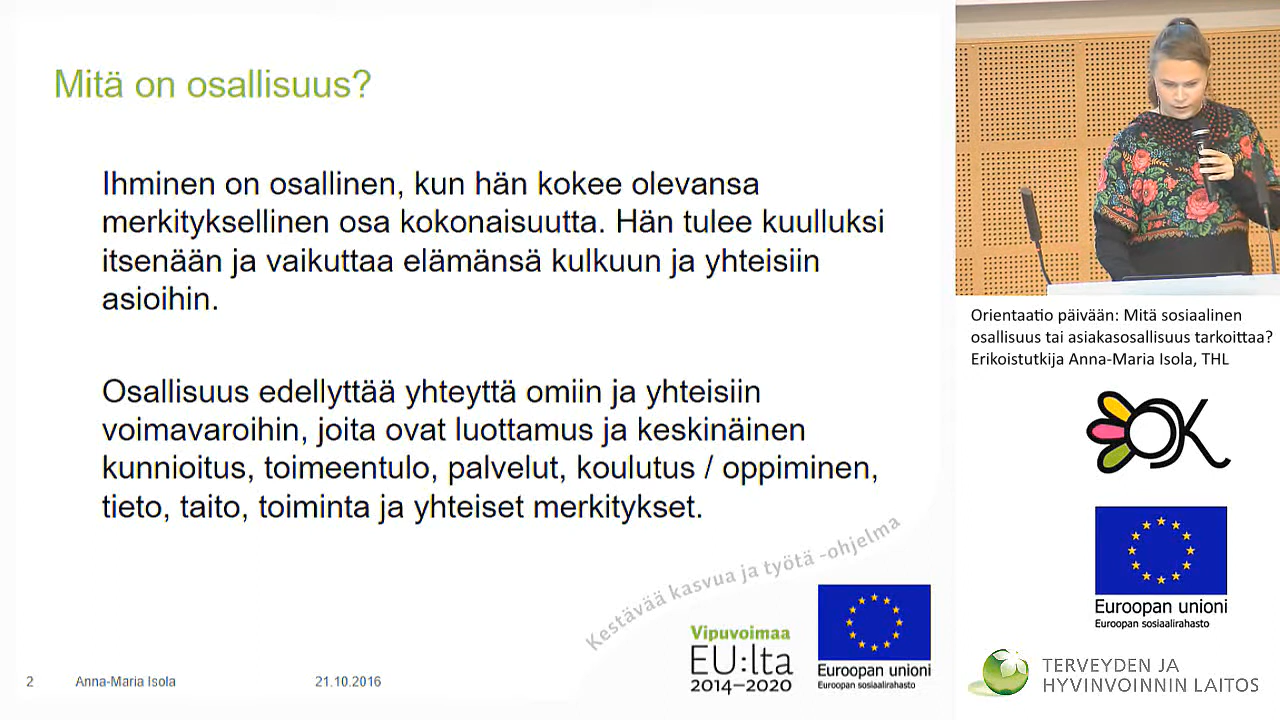 Mitä on osallisuus?
Ihminen on osallinen, kun hän kokee olevansa
merkityksellinen osa kokonaisuutta. Hän tulee kuulluksi
itsenään ja vaikuttaa elämänsä kulkuun ja yhteisiin
asioihin.
Osallisuus edellyttää yhteyttä omiin ja yhteisiin
voimavaroihin, joita ovat luottamus ja keskinäinen
kunnioitus, toimeentulo, palvelut, koulutus / oppiminen,
tieto, taito, toiminta ja yhteiset merkitykset.
Kestävää kasvua ja työtä -ohjelma
Vipuvoimaa
EU:lta
2014–2020
Euroopan unioni
Euroopan sosiaalirahasto
2 Anna-Maria Isola 21.10.2016
Orientaatio päivään: Mitä sosiaalinen
osallisuus tai asiakasosallisuus tarkoittaa?
Erikoistutkija Anna-Maria Isola, THL
OK
Euroopan unioni
Euroopan sosiaalirahasto
TERVEYDEN JA
HYVINVOINNIN LAITOS